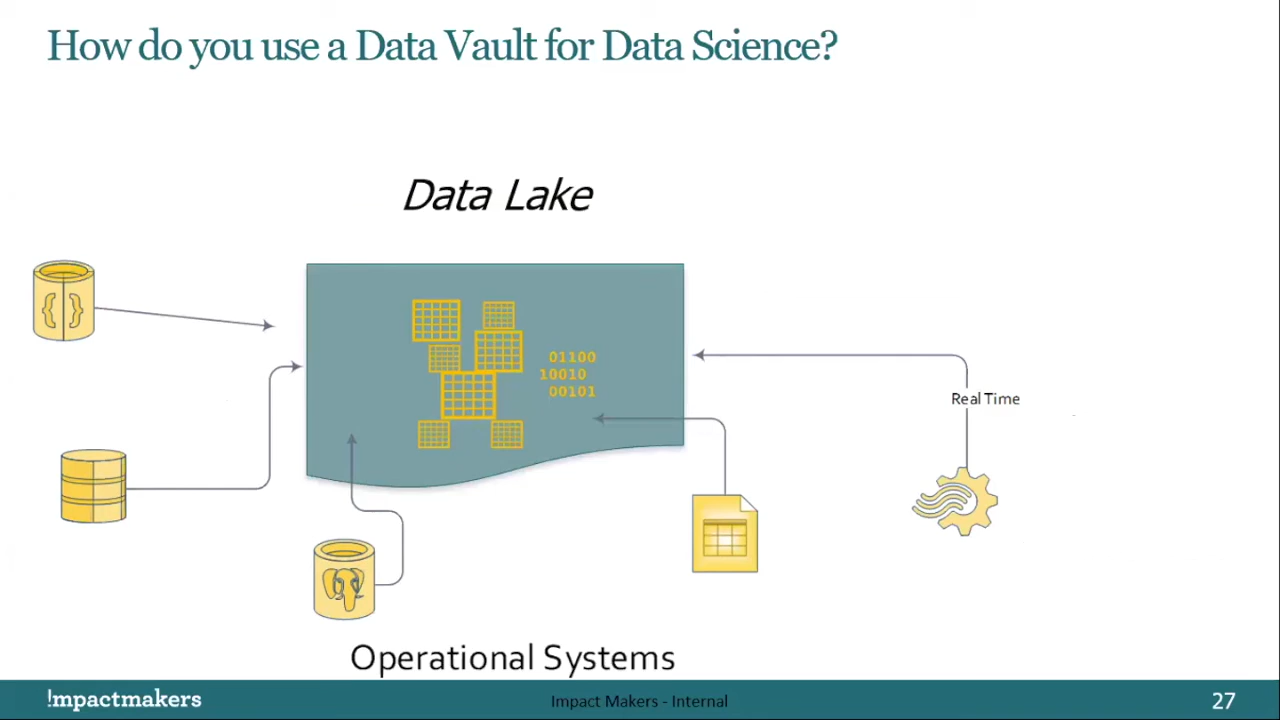 How do you use a Data Vault for Data Science?
Data Lake
{ }
01100
10010
00101
Real Time
Operational Systems
!mpactmakers
Impact Makers - Internal
27